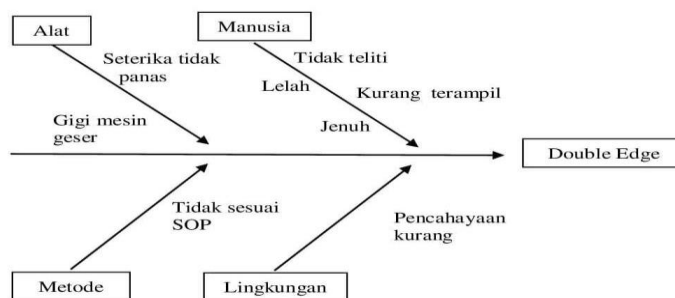 Alat
Manusia
Seterika tidak
panas
Tidak teliti
Lelah
Kurang terampil
Gigi mesin
geser
Jenuh
Double Edge
Tidak sesuai
SOP
Pencahayaan
kurang
Metode
Lingkungan